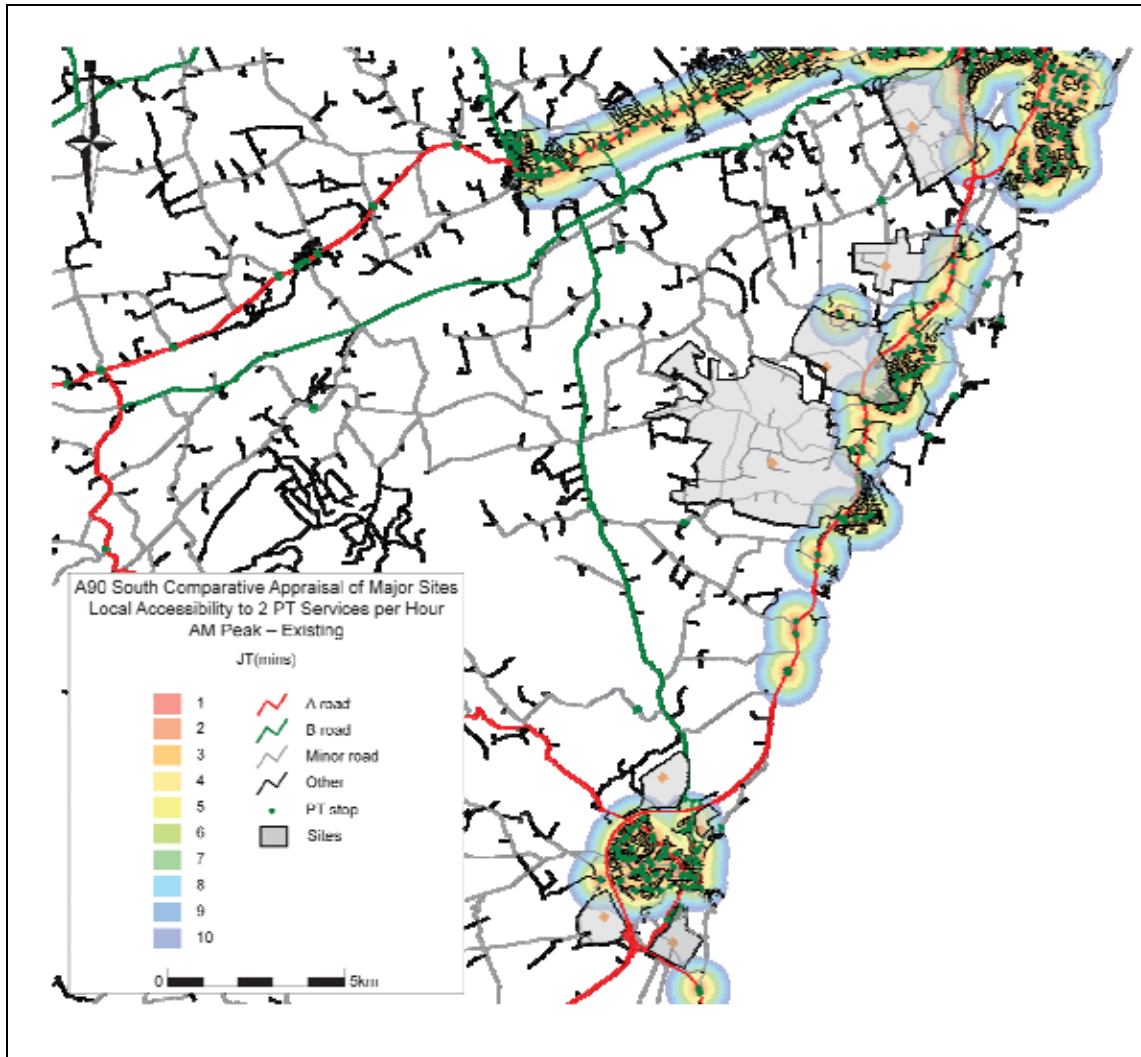 A90 South Comparative Appraisal of Major Sites
Local Accessibility to 2 PT Services per Hour
AM Peak – Existing
JT(mins)
1
2
3
4
5
6
7
8
9
10
A road
B road
Minor road
Other
PT stop
Sites
0 5km